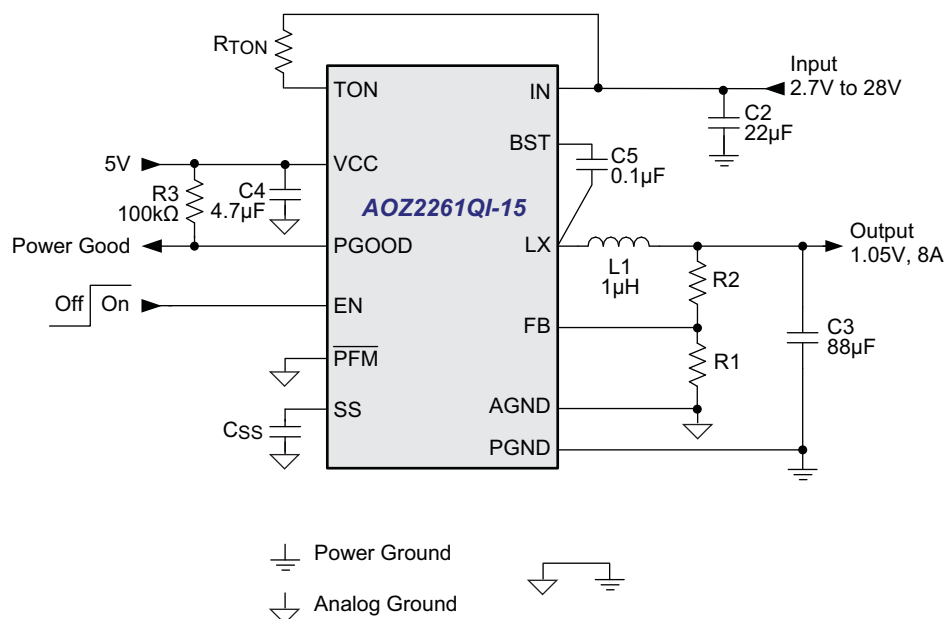 RTON
TON
IN
Input
2.7V to 28V
C2
22µF
BST
C5
0.1µF
5V
VCC
R3
100kΩ
C4
4.7µF
AOZ2261QI-15
Power Good
PGOOD
LX
L1
1µH
Output
1.05V, 8A
R2
Off
On
EN
FB
C3
88µF
PFM
R1
SS
CSS
AGND
PGND
Power Ground
Analog Ground